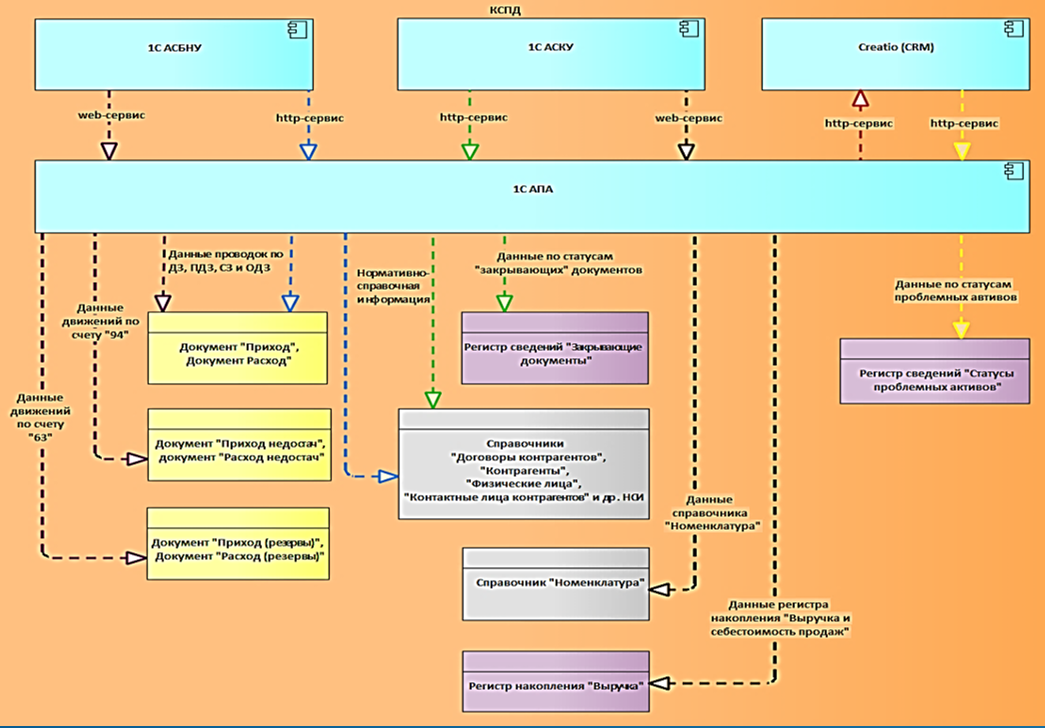 КСПД
1С АСБНУ
1С АСКУ
Creatio (CRM)
web-сервис
http-сервис
http-сервис
web-сервис
http-сервис
http-сервис
1С АПА
Данные проводок по
ДЗ, ПДЗ, СЗ и ОДЗ
Нормативно-
справочная
информация
Данные по статусам
"закрывающих" документов
Данные по статусам
проблемных активов
Данные
движений по
счету "94"
Данные
движений
по счету
"63"
Документ "Приход",
Документ Расход"
Регистр сведений "Закрывающие
документы"
Регистр сведений "Статусы
проблемных активов"
Документ "Приход недостач",
документ "Расход недостач"
Справочники
"Договоры контрагентов",
"Контрагенты",
"Физические лица",
"Контактные лица контрагентов" и др. НСИ
Данные
справочника
"Номенклатура"
Документ "Приход (резервы)",
Документ "Расход (резервы)"
Справочник "Номенклатура"
Данные регистра
накопления "Выручка и
себестоимость продаж"
Регистр накопления "Выручка"